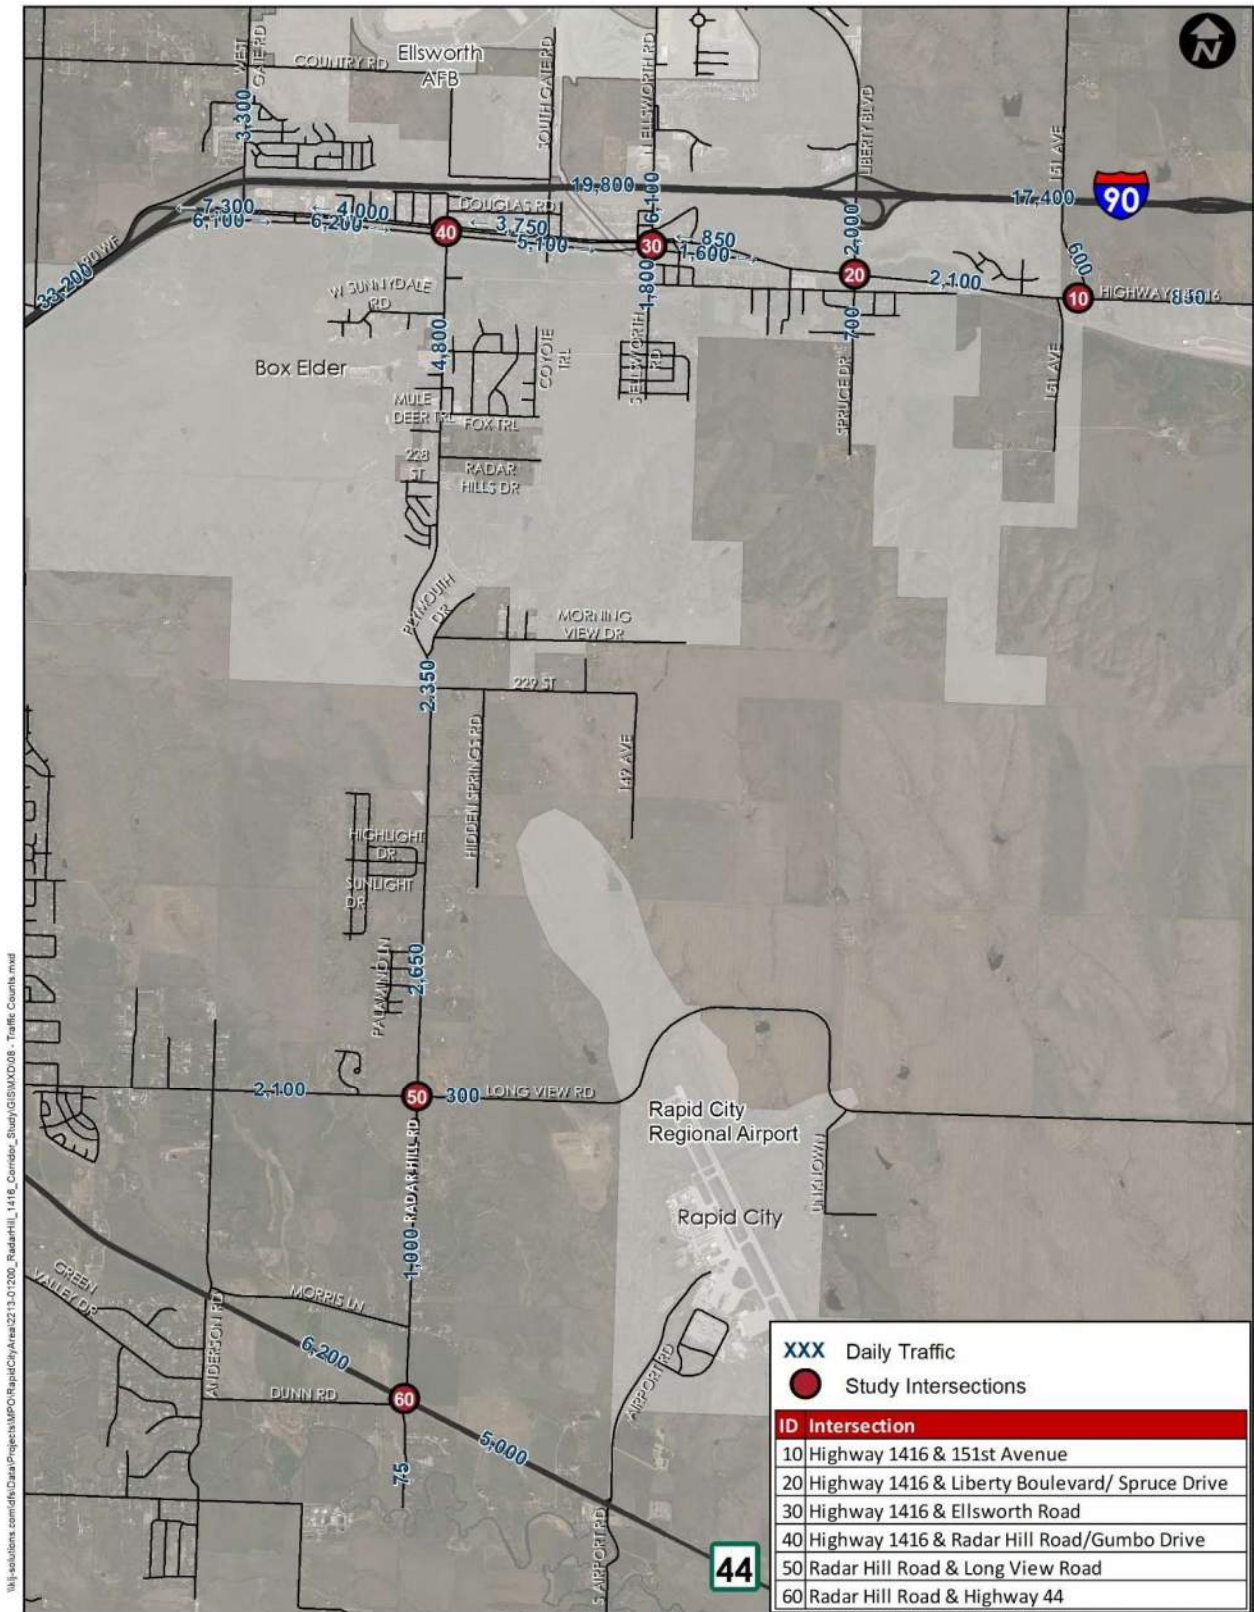 Ellsworth
AFB
N
WEST
GATE RD
COUNTRY RD
SOUTH GATE RD
N ELLSWORTH RD
LIBERTY BLVD
151 AVE
3,300
19,800
17,400
90
7,300
6,100
4,000
6,200
DOUGLAS RD
3,750
5,100
6,100
850
1,600
2,000
600
40
30
20
10
2,100
850
33,200
W SUNNYDALE
RD
1,800
700
4,800
Box Elder
COYOTE
TRL
S ELLSWORTH
RD
SPRUCE DR
151 AVE
MULE
DEER TRL
FOX TRL
228
ST
RADAR
HILLS DR
PLYMOUTH
DR
MORNING
VIEW DR
2,350
229 ST
HIDDEN SPRINGS RD
149 AVE
HIGHLIGHT
DR
SUNLIGHT
DR
PALAMINO LN
2,650
2,100
50
300
LONG VIEW RD
Rapid City
Regional Airport
RADAR HILL RD
UNKNOWN
Rapid City
1,000
GREEN
VALLEY DR
MORRIS LN
ANDERSON RD
6,200
DUNN RD
60
AIRPORT RD
5,000
75
S AIRPORT RD
44
XXX Daily Traffic
Study Intersections
ID Intersection
10 Highway 1416 & 151st Avenue
20 Highway 1416 & Liberty Boulevard/ Spruce Drive
30 Highway 1416 & Ellsworth Road
40 Highway 1416 & Radar Hill Road/Gumbo Drive
50 Radar Hill Road & Long View Road
60 Radar Hill Road & Highway 44